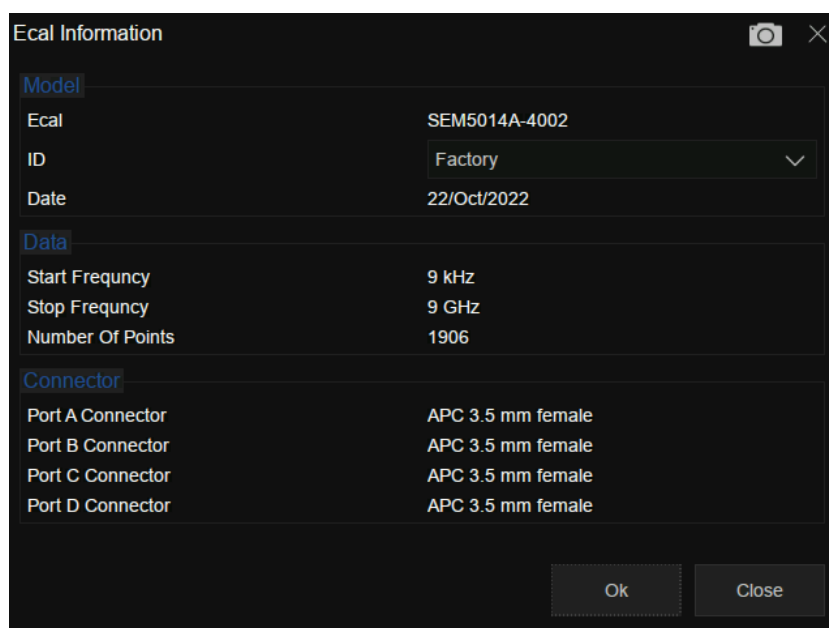 Ecal Information
Model
Ecal SEM5014A-4002
ID Factory
Date 22/Oct/2022
Data
Start Frequncy 9 kHz
Stop Frequncy 9 GHz
Number Of Points 1906
Connector
Port A Connector APC 3.5 mm female
Port B Connector APC 3.5 mm female
Port C Connector APC 3.5 mm female
Port D Connector APC 3.5 mm female
Ok Close